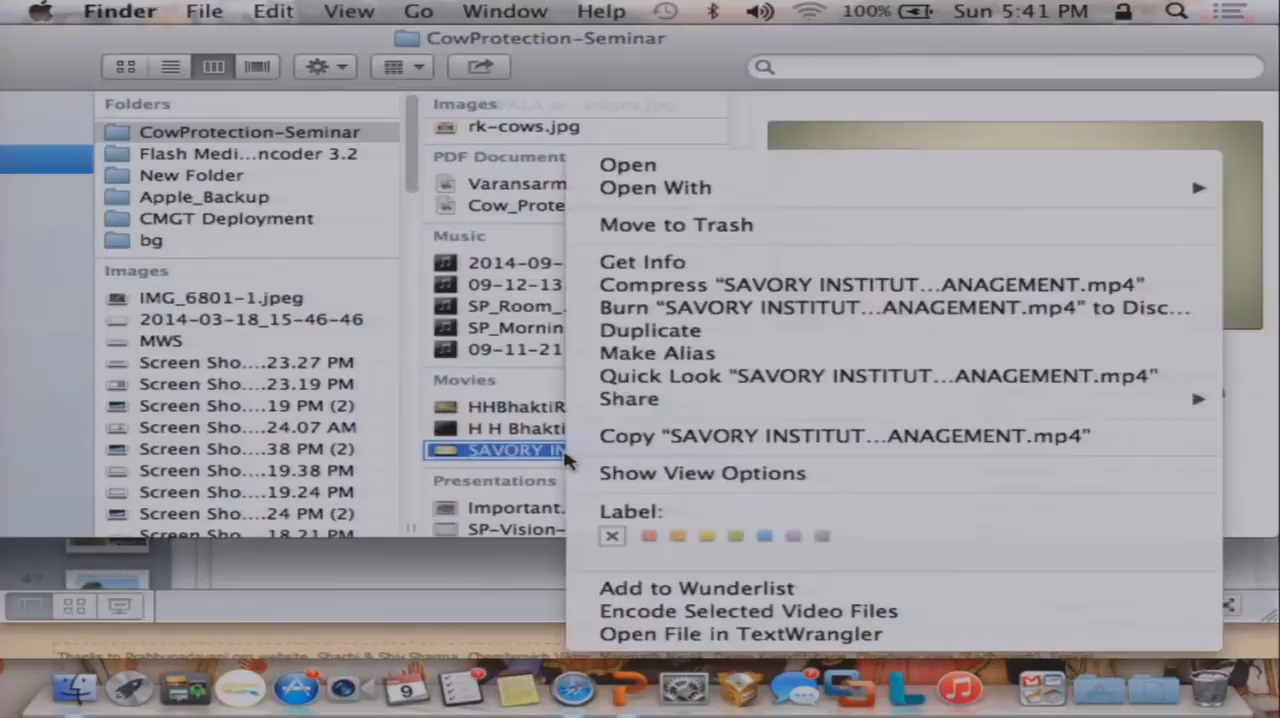 Finder File Edit View Go Window Help 100% Sun 5:41 PM
CowProtection-Seminar
Folders
CowProtection-Seminar
Flash Medi...ncoder 3.2
New Folder
Apple_Backup
CMGT Deployment
bg
Images
IMG_6801-1.jpeg
2014-03-18_15-46-46
MWS
Screen Sho....23.27 PM
Screen Sho....23.19 PM
Screen Sho....19 PM (2)
Screen Sho....24.07 AM
Screen Sho....38 PM (2)
Screen Sho....19.38 PM
Screen Sho....19.24 PM
Screen Sho....24 PM (2)
Screen Sho....18.21 PM
Images
rk-cows.jpg
PDF Document
Varansarm
Cow_Prote
Music
2014-09-
09-12-13
SP_Room_
SP_Mornin
09-11-21
Movies
HHBhaktiR
H H Bhakti
SAVORY IN
Presentations
Important.
SP-Vision-
Open
Open With
Move to Trash
Get Info
Compress “SAVORY INSTITUT...ANAGEMENT.mp4”
Burn “SAVORY INSTITUT...ANAGEMENT.mp4” to Disc...
Duplicate
Make Alias
Quick Look “SAVORY INSTITUT...ANAGEMENT.mp4”
Share
Copy “SAVORY INSTITUT...ANAGEMENT.mp4”
Show View Options
Label:
Add to Wunderlist
Encode Selected Video Files
Open File in TextWrangler
9